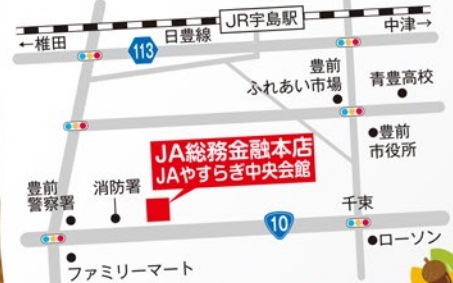 JR宇島駅
←椎田
日豊線
中津→
113
豊前
ふれあい市場
青豊高校
豊前
市役所
JA総務金融本店
JAやすらぎ中央会館
豊前
警察署
消防署
千束
10
ローソン
ファミリーマート